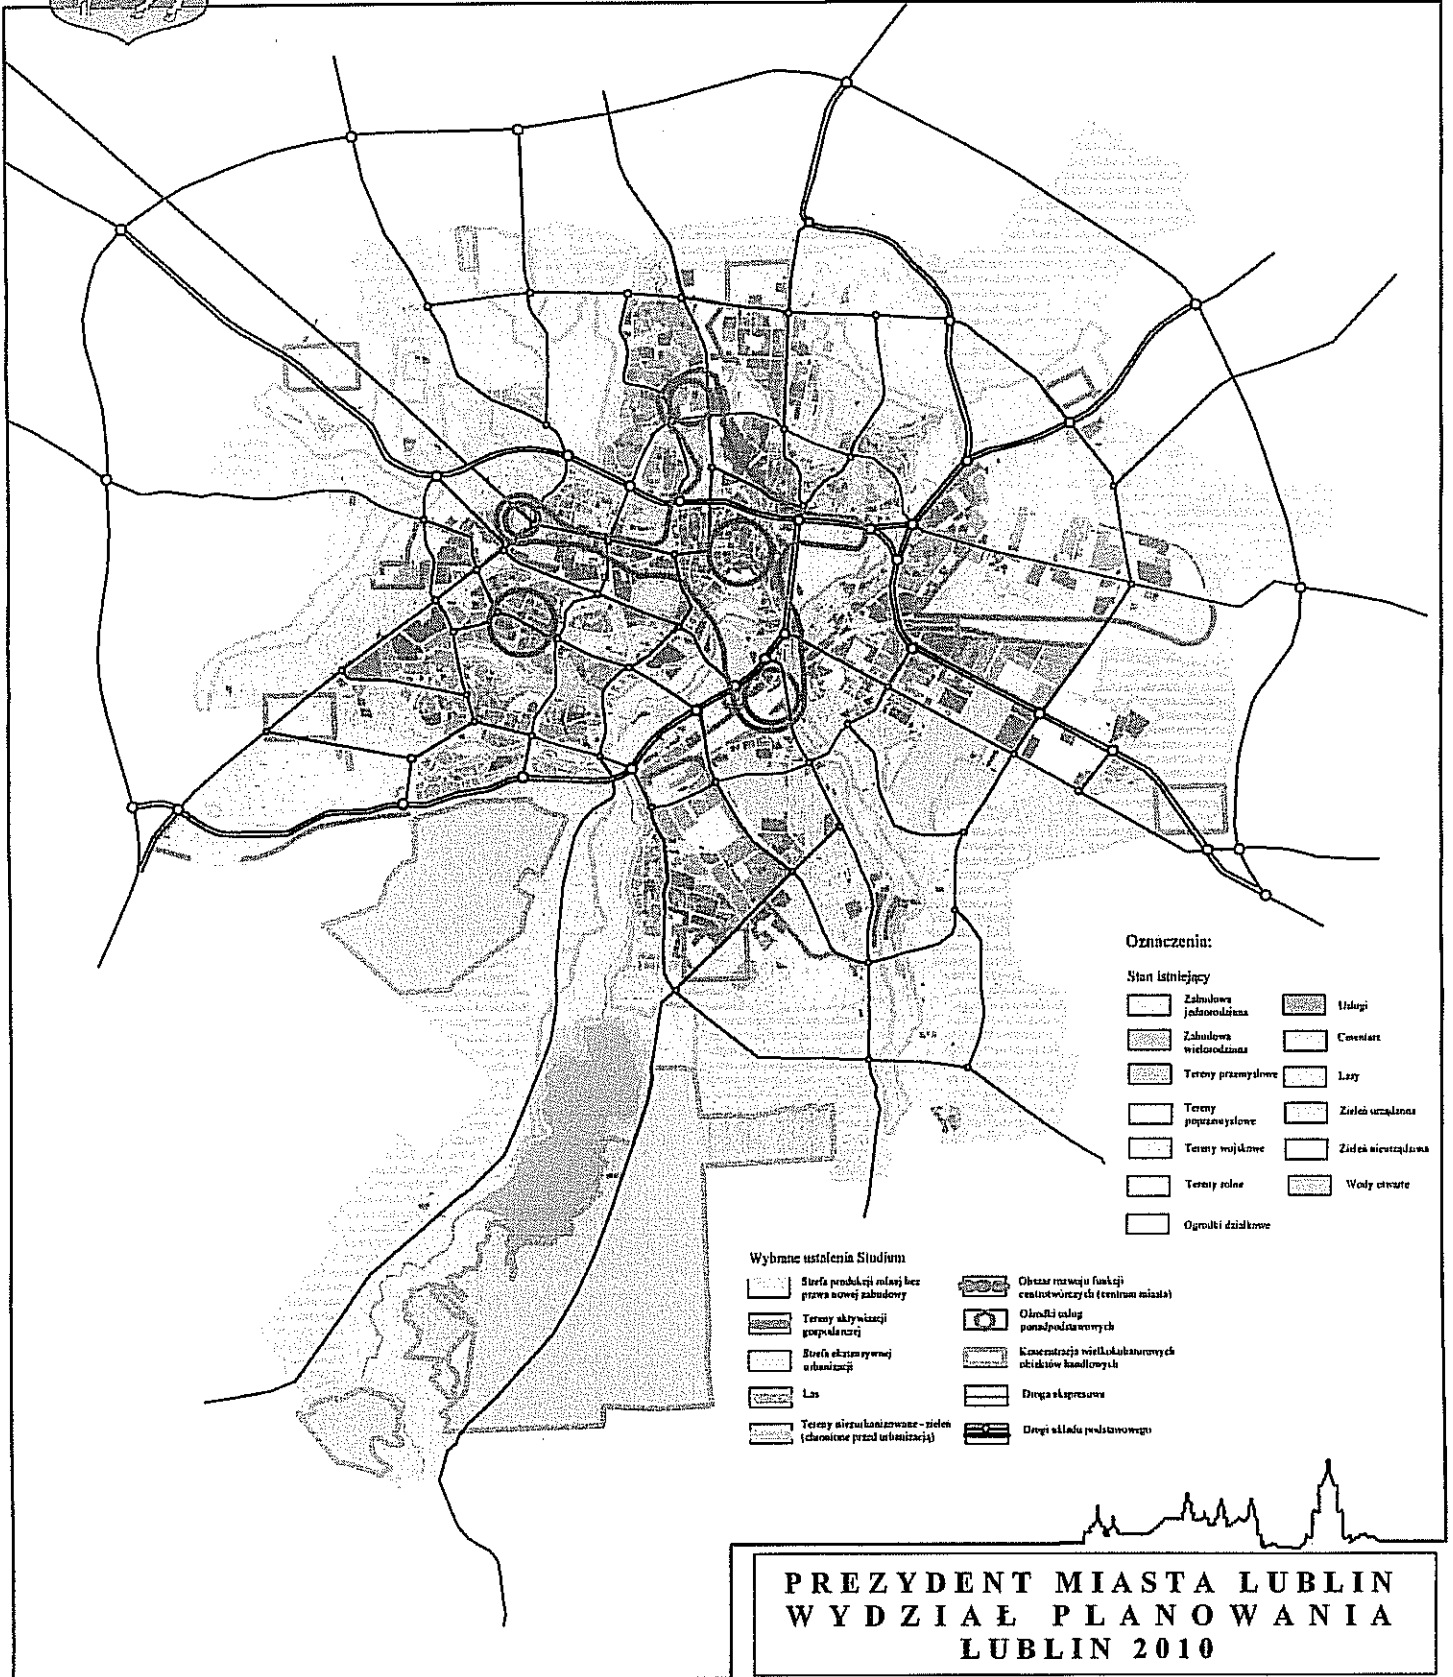 Oznaczenia:
Stan istniejący
Zabudowa
jednorodzinna
Zabudowa
wielorodzinna
Tereny przemysłowe
Tereny
poprzemysłowe
Tereny wojskowe
Tereny rolne
Ogródki działkowe
Usługi
Cmentarz
Lasy
Zieleń urządzona
Zieleń nieurządzona
Wody otwarte
Wybrane ustalenia Studium
Strefa produkcji rolnej bez
prawa nowej zabudowy
Tereny aktywizacji
gospodarczej
Strefa ekstensywnej
urbanizacji
Las
Tereny niezurbanizowane - zieleń
(chronione przed urbanizacją)
Obszar rozwoju funkcji
centrotwórczych (centrum miasta)
Ośrodki usług
ponadpodstawowych
Koncentracja wielkokubaturowych
obiektów handlowych
Droga ekspresowa
Drogi układu podstawowego
PREZYDENT MIASTA LUBLIN
WYDZIAŁ PLANOWANIA
LUBLIN 2010